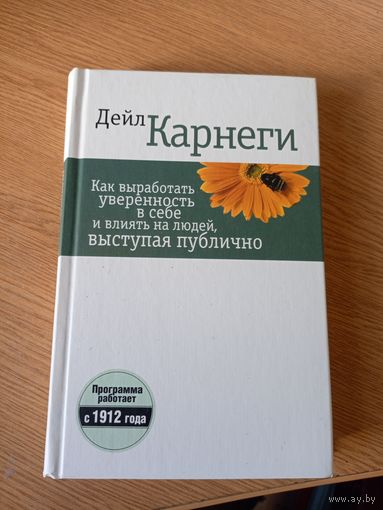 Дейл Карнеги
Как выработать
уверенность
в себе
и влиять на людей,
выступая публично
Программа
работает
с 1912 года
www.ay.by